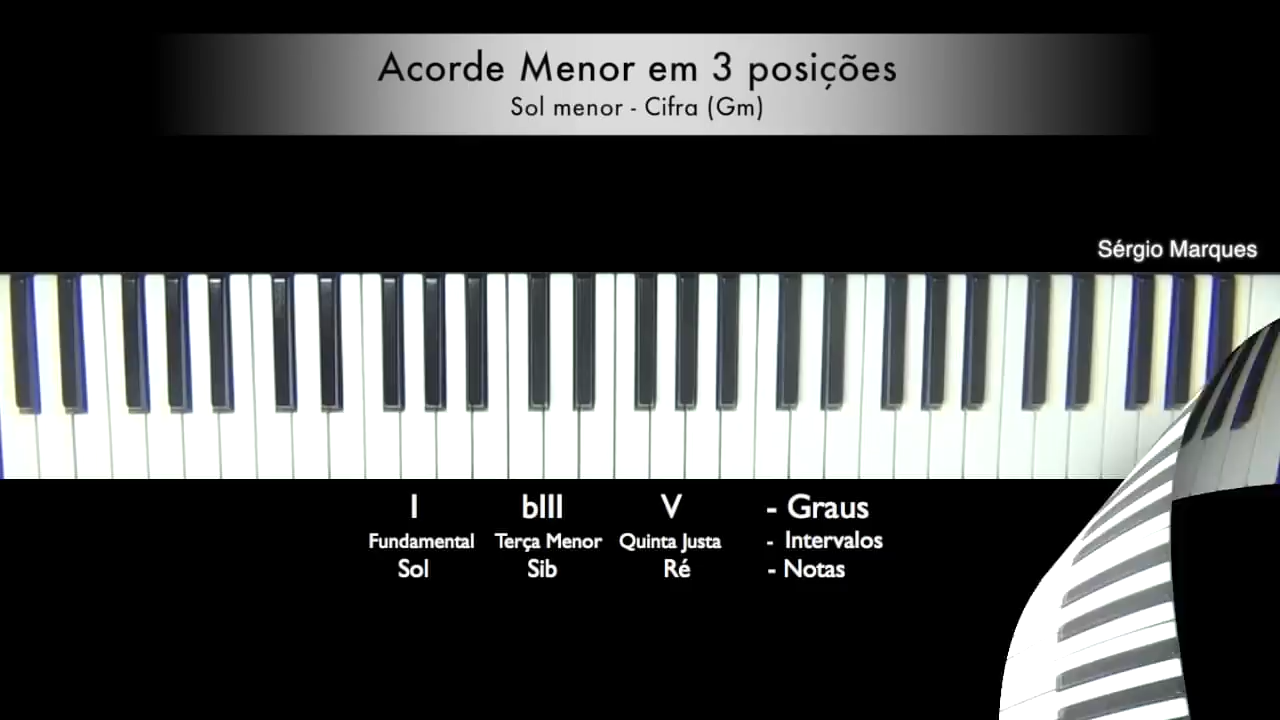 Acorde Menor em 3 posições
Sol menor - Cifra (Gm)
Sérgio Marques
I bIII V - Graus
Fundamental Terça Menor Quinta Justa - Intervalos
Sol Sib Ré - Notas